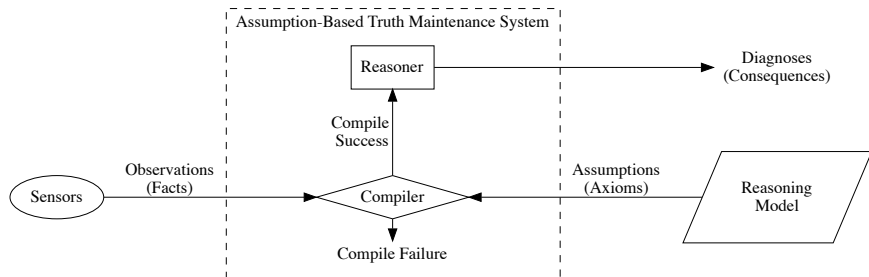 Assumption-Based Truth Maintenance System
Reasoner
Diagnoses
(Consequences)
Compile
Success
Observations
(Facts)
Assumptions
(Axioms)
Sensors
Compiler
Reasoning
Model
Compile Failure